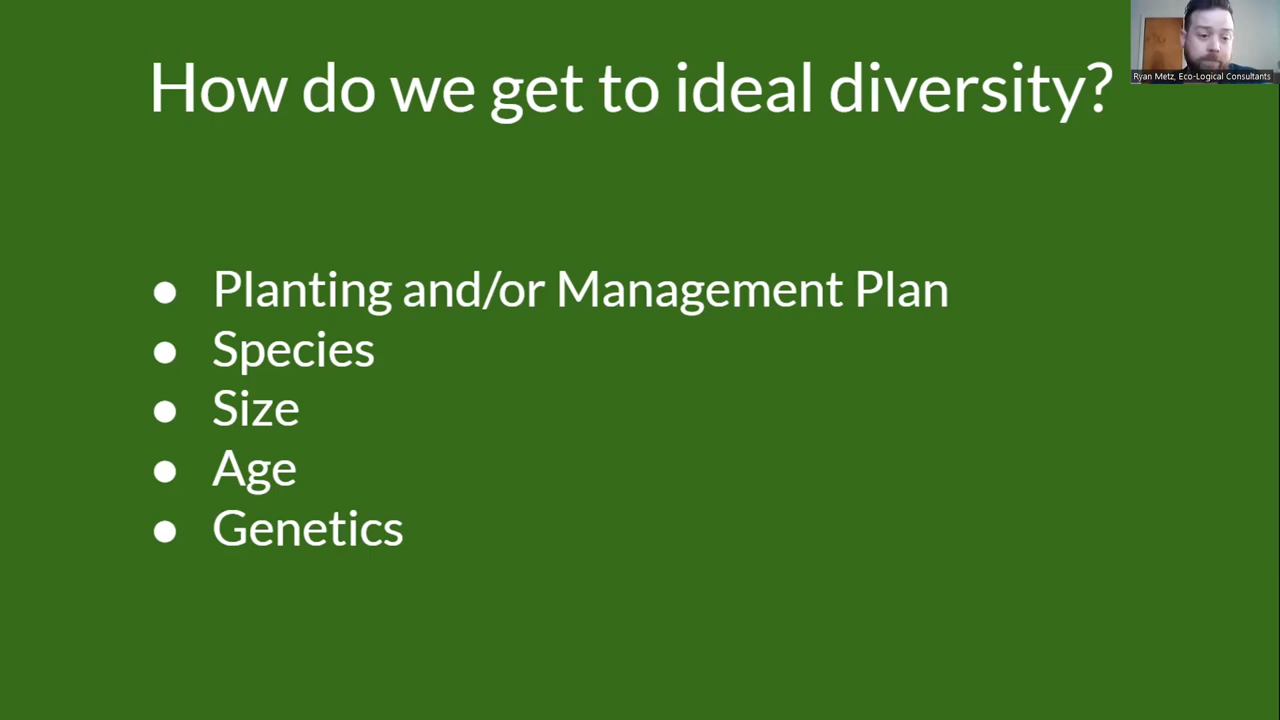 How do we get to ideal diversity?
Ryan Metz, Eco-Logical Consultants
● Planting and/or Management Plan
● Species
● Size
● Age
● Genetics